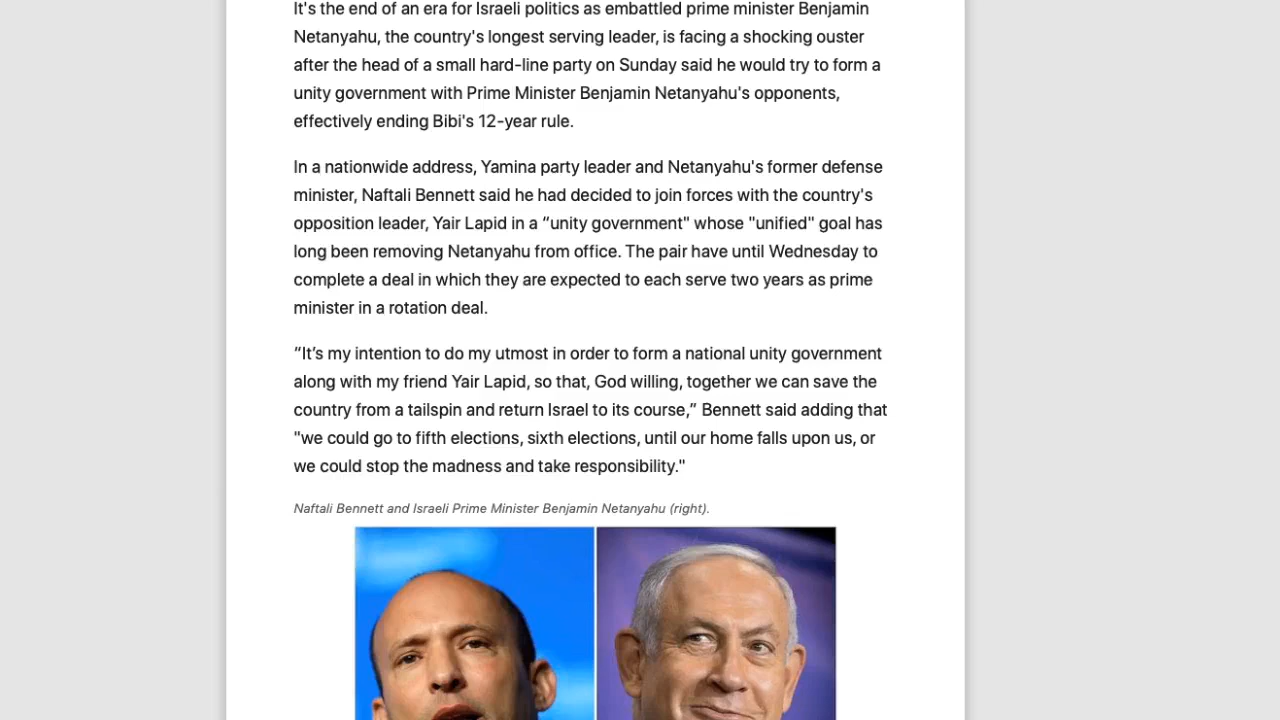 It's the end of an era for Israeli politics as embattled prime minister Benjamin
Netanyahu, the country's longest serving leader, is facing a shocking ouster
after the head of a small hard-line party on Sunday said he would try to form a
unity government with Prime Minister Benjamin Netanyahu's opponents,
effectively ending Bibi's 12-year rule.
In a nationwide address, Yamina party leader and Netanyahu's former defense
minister, Naftali Bennett said he had decided to join forces with the country's
opposition leader, Yair Lapid in a “unity government" whose "unified" goal has
long been removing Netanyahu from office. The pair have until Wednesday to
complete a deal in which they are expected to each serve two years as prime
minister in a rotation deal.
“It’s my intention to do my utmost in order to form a national unity government
along with my friend Yair Lapid, so that, God willing, together we can save the
country from a tailspin and return Israel to its course,” Bennett said adding that
"we could go to fifth elections, sixth elections, until our home falls upon us, or
we could stop the madness and take responsibility."
Naftali Bennett and Israeli Prime Minister Benjamin Netanyahu (right).